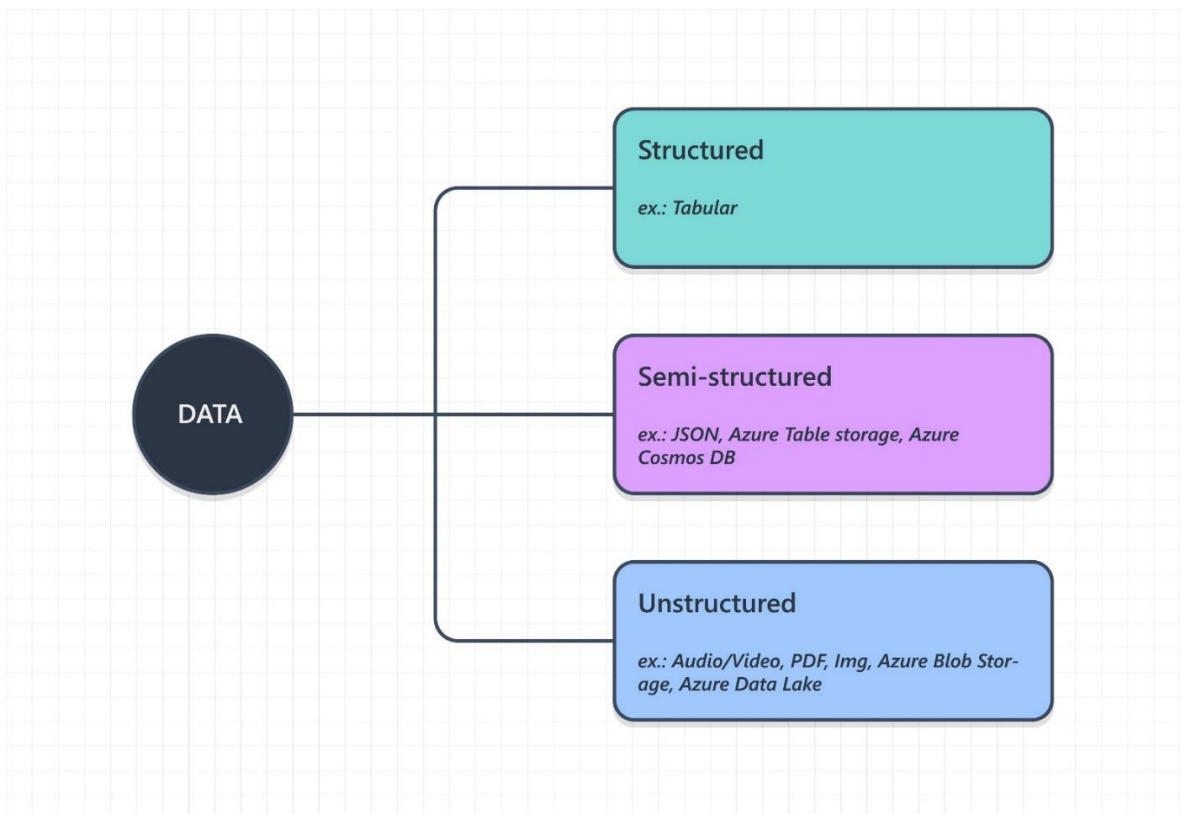 DATA
Structured
ex.: Tabular
Semi-structured
ex.: JSON, Azure Table storage, Azure
Cosmos DB
Unstructured
ex.: Audio/Video, PDF, Img, Azure Blob Stor-
age, Azure Data Lake